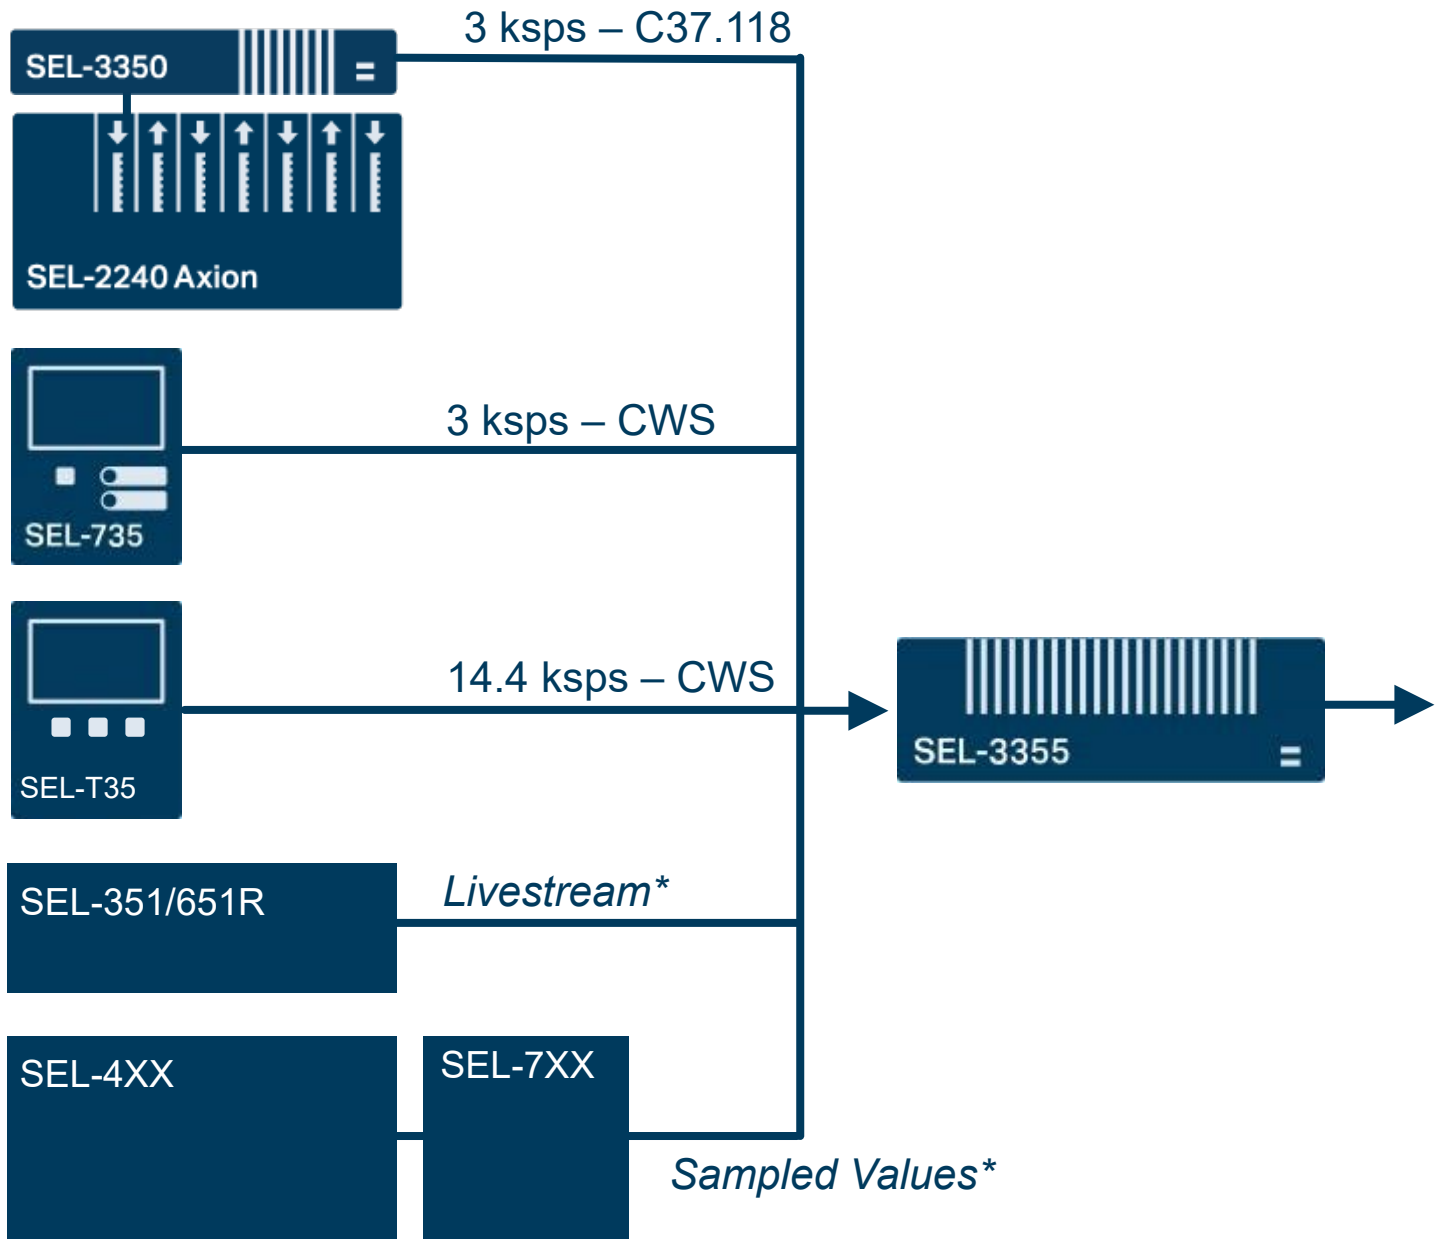 3 ksps – C37.118
SEL-3350
SEL-2240 Axion
3 ksps – CWS
SEL-735
14.4 ksps – CWS
SEL-T35
SEL-3355
SEL-351/651R
Livestream*
SEL-4XX
SEL-7XX
Sampled Values*